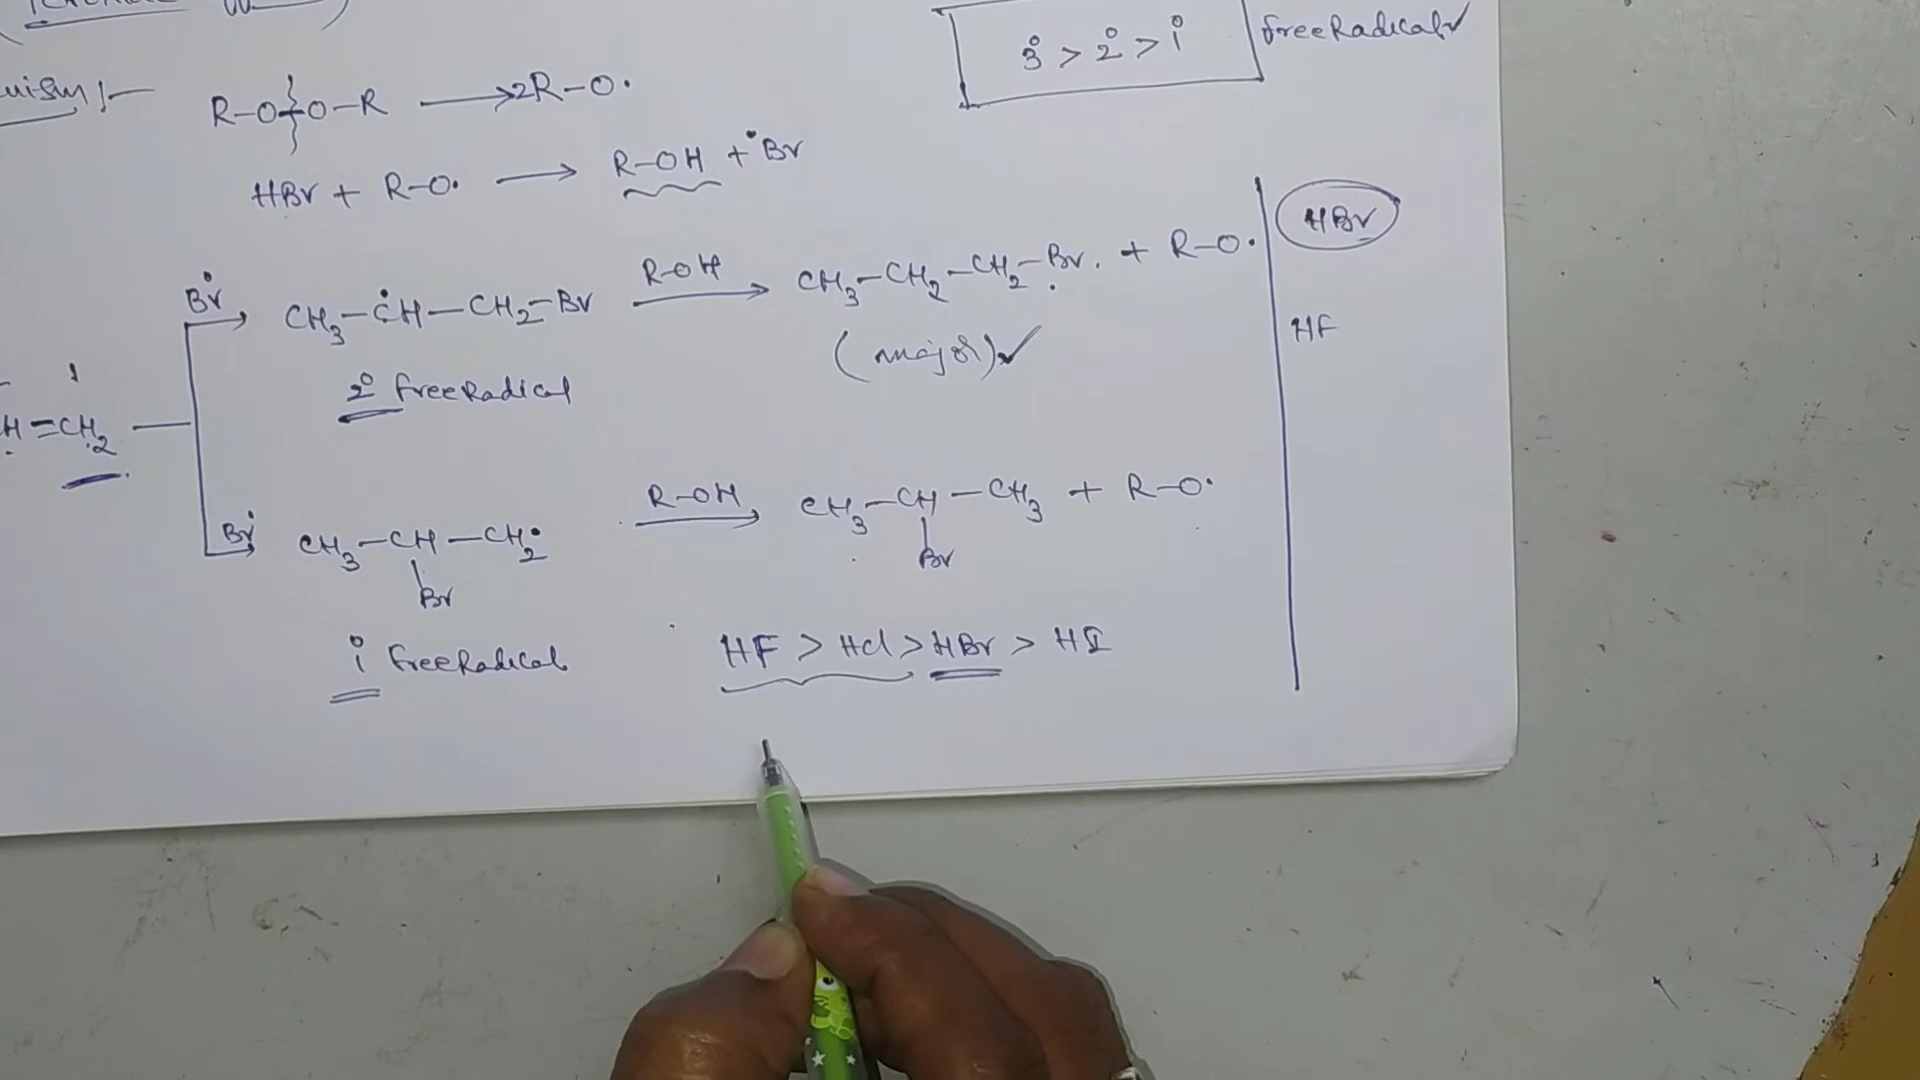 3° > 2° > 1° free Radical✓
R-O-O-R ⟶ 2R-O•
HBr + R-O• ⟶ R-OH + •Br
HBr
Br• CH3-ĊH-CH2-Br R-OH ⟶ CH3-CH2-CH2-Br. + R-O•
(major)✓
HF
2° free Radical
H=CH2
Br• CH3-CH-CH2• R-OH ⟶ CH3-CH-CH3 + R-O•
Br Br
1° free Radical HF > HCl > HBr > HI